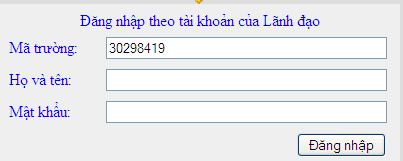 Đăng nhập theo tài khoản của Lãnh đạo
Mã trường: 30298419
Họ và tên:
Mật khẩu:
Đăng nhập